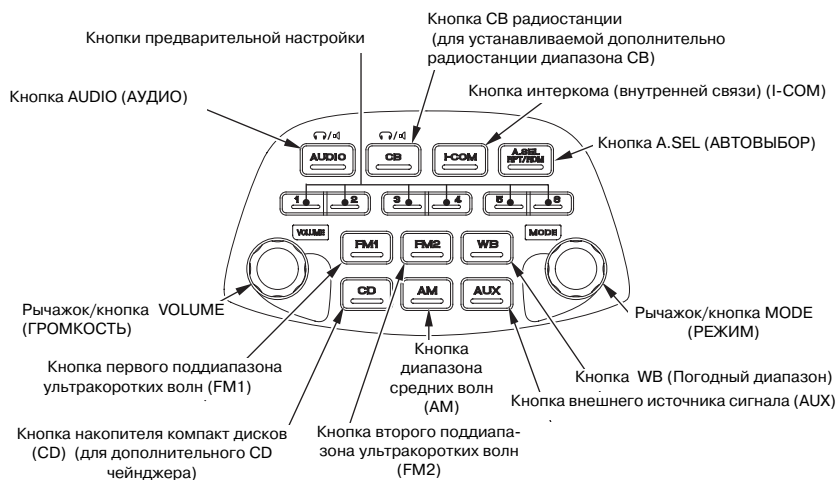 Кнопка СВ радиостанции
(для устанавливаемой дополнительно
радиостанции диапазона СВ)
Кнопки предварительной настройки
Кнопка AUDIO (АУДИО)
Кнопка интеркома (внутренней связи) (I-COM)
Кнопка A.SEL (АВТОВЫБОР)
AUDIO
CB
I-COM
A.SEL
RPT/RDM
1
2
3
4
5
6
VOLUME
MODE
FM1
FM2
WB
CD
AM
AUX
Рычажок/кнопка VOLUME
(ГРОМКОСТЬ)
Рычажок/кнопка MODE
(РЕЖИМ)
Кнопка первого поддиапазона
ультракоротких волн (FM1)
Кнопка
диапазона
средних волн
(AM)
Кнопка WB (Погодный диапазон)
Кнопка внешнего источника сигнала (AUX)
Кнопка накопителя компакт дисков
(CD) (для дополнительного CD
чейнджера)
Кнопка второго поддиапа-
зона ультракоротких волн
(FM2)